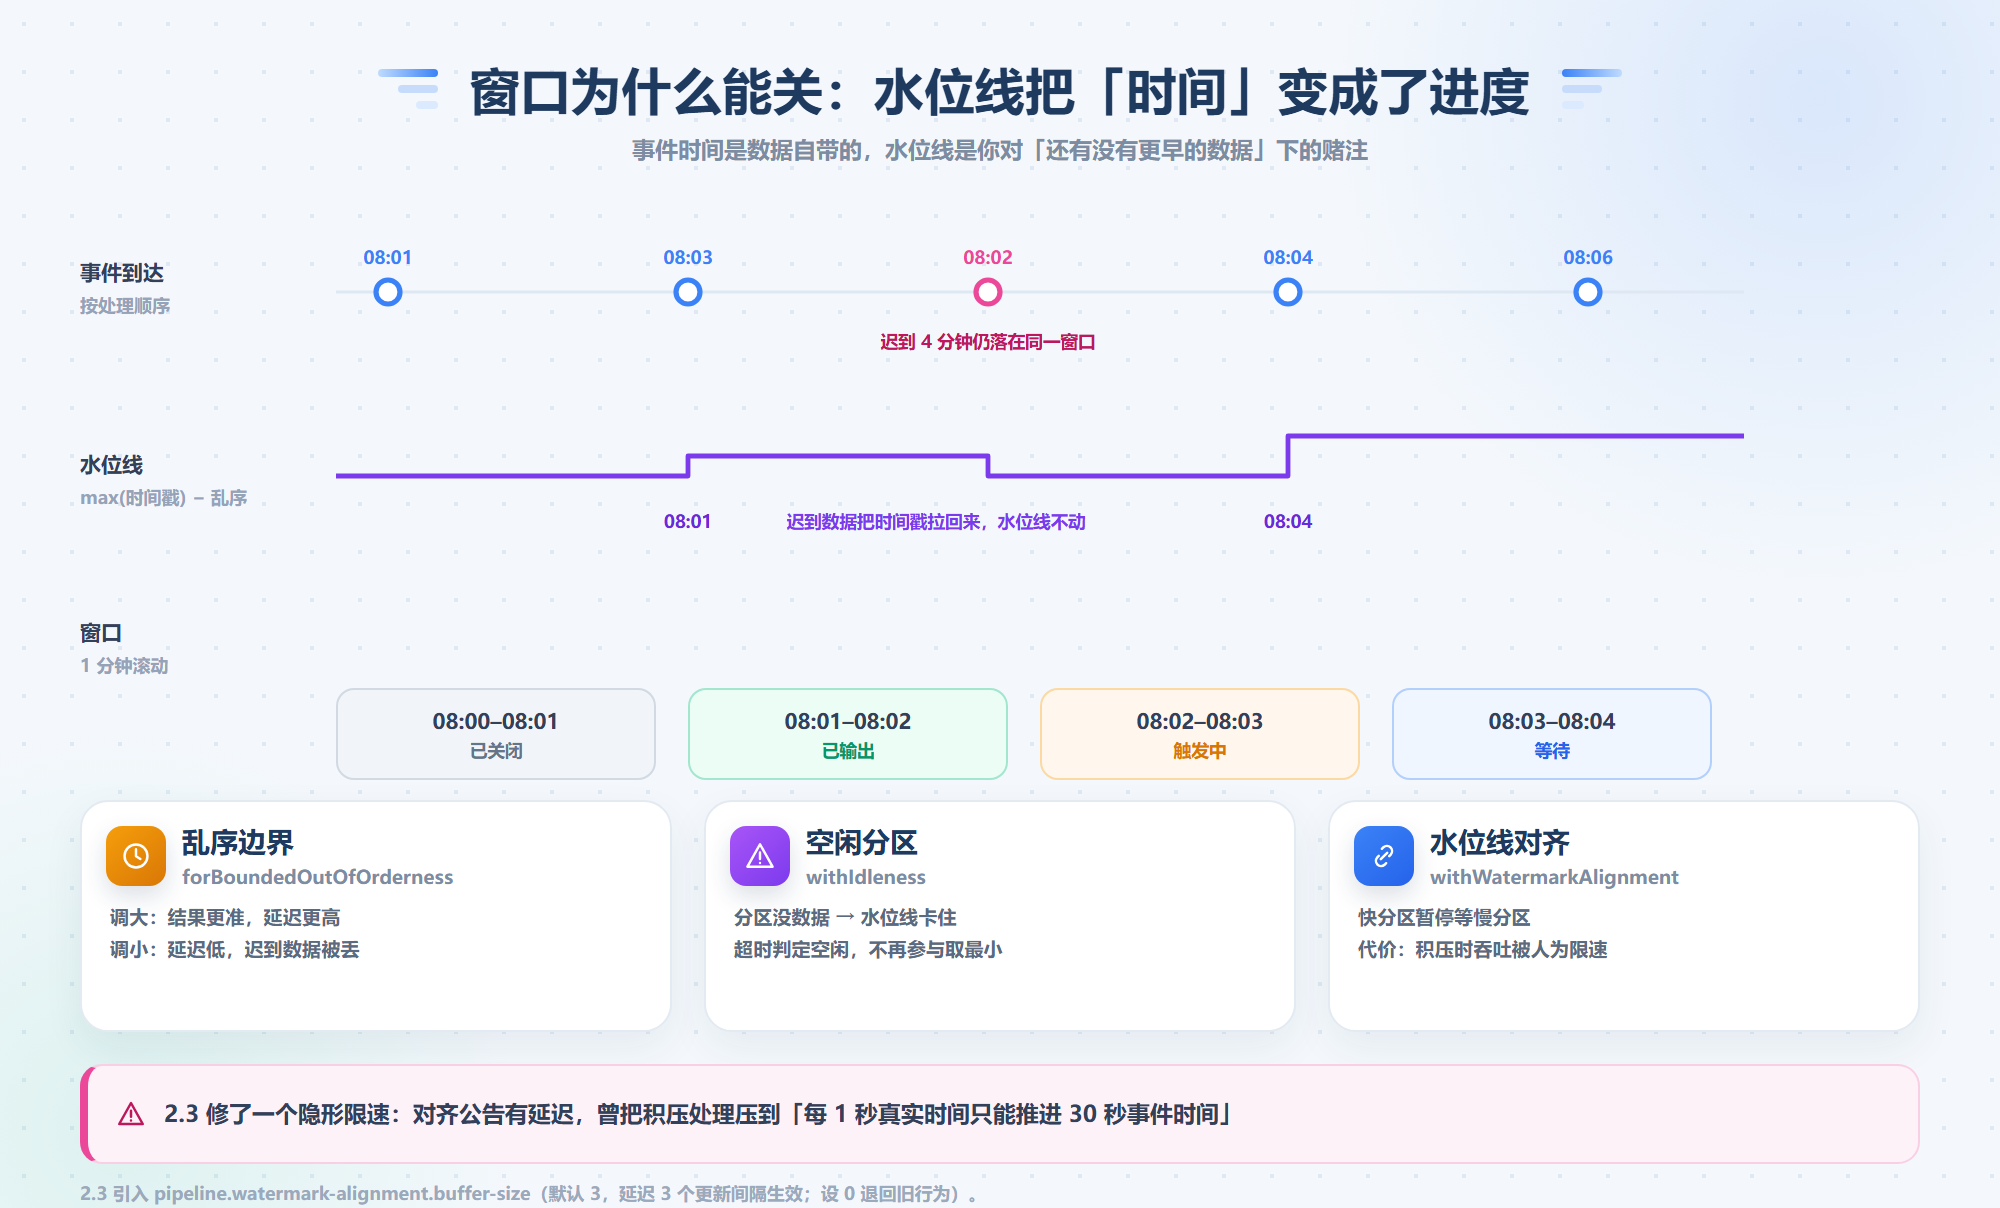 窗口为什么能关：水位线把「时间」变成了进度
事件时间是数据自带的，水位线是你对「还有没有更早的数据」下的赌注
08:01
08:03
08:02
08:04
08:06
事件到达
按处理顺序
迟到 4 分钟仍落在同一窗口
水位线
max(时间戳) − 乱序
08:01
迟到数据把时间戳拉回来，水位线不动
08:04
窗口
1 分钟滚动
08:00–08:01
已关闭
08:01–08:02
已输出
08:02–08:03
触发中
08:03–08:04
等待
乱序边界
forBoundedOutOfOrderness
调大：结果更准，延迟更高
调小：延迟低，迟到数据被丢
空闲分区
withIdleness
分区没数据 → 水位线卡住
超时判定空闲，不再参与取最小
水位线对齐
withWatermarkAlignment
快分区暂停等慢分区
代价：积压时吞吐被人为限速
2.3 修了一个隐形限速：对齐公告有延迟，曾把积压处理压到「每 1 秒真实时间只能推进 30 秒事件时间」
2.3 引入 pipeline.watermark-alignment.buffer-size（默认 3，延迟 3 个更新间隔生效；设 0 退回旧行为）。